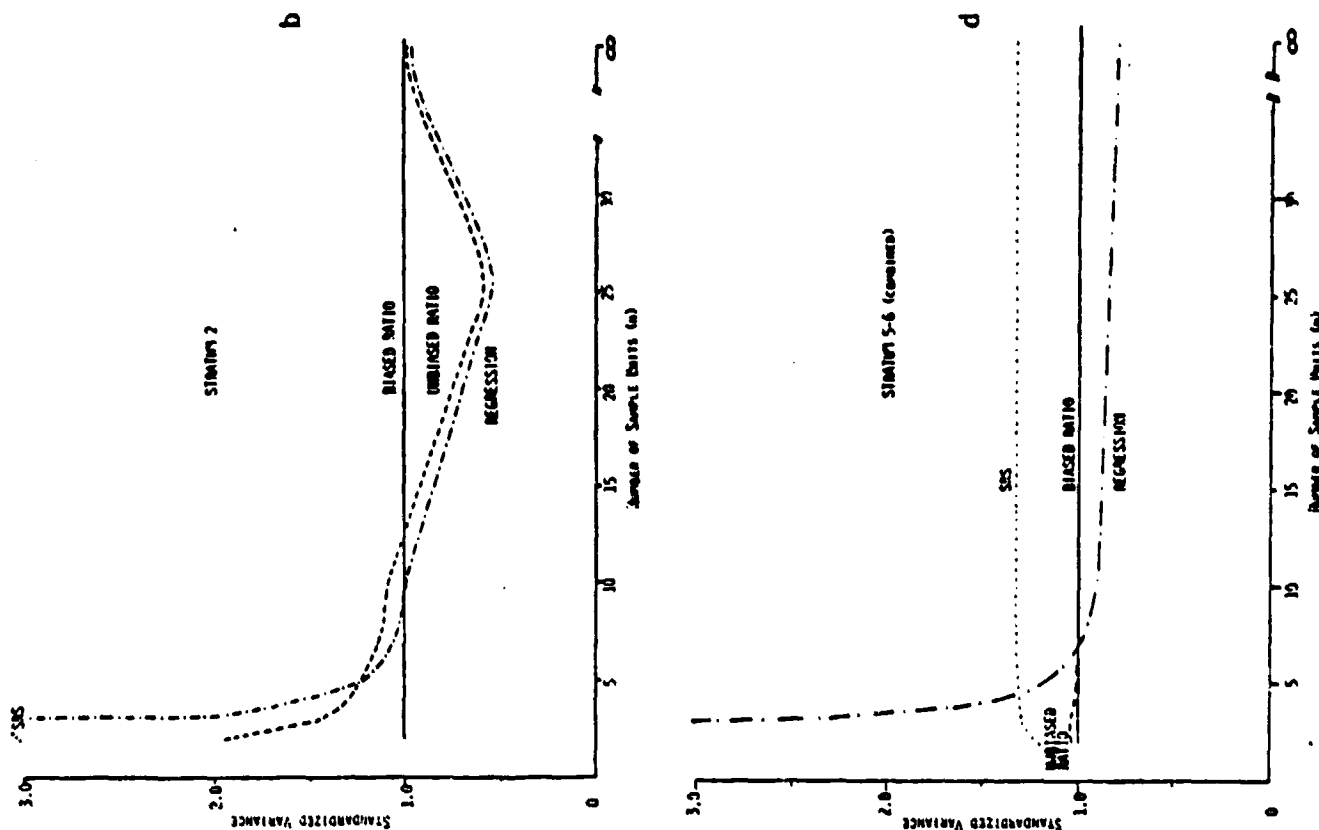 b
STRATUM 2
SRS
BIASED RATIO
UNBIASED RATIO
REGRESSION
STANDARDIZED VARIANCE
3.0
2.0
1.0
0
5
10
15
20
25
30
∞
NUMBER OF SAMPLE UNITS (n)
d
STRATUM 5-6 (COMBINED)
SRS
BIASED RATIO
REGRESSION
UNBIASED
RATIO
STANDARDIZED VARIANCE
3.0
2.0
1.0
0
5
10
15
20
25
∞
NUMBER OF SAMPLE UNITS (n)